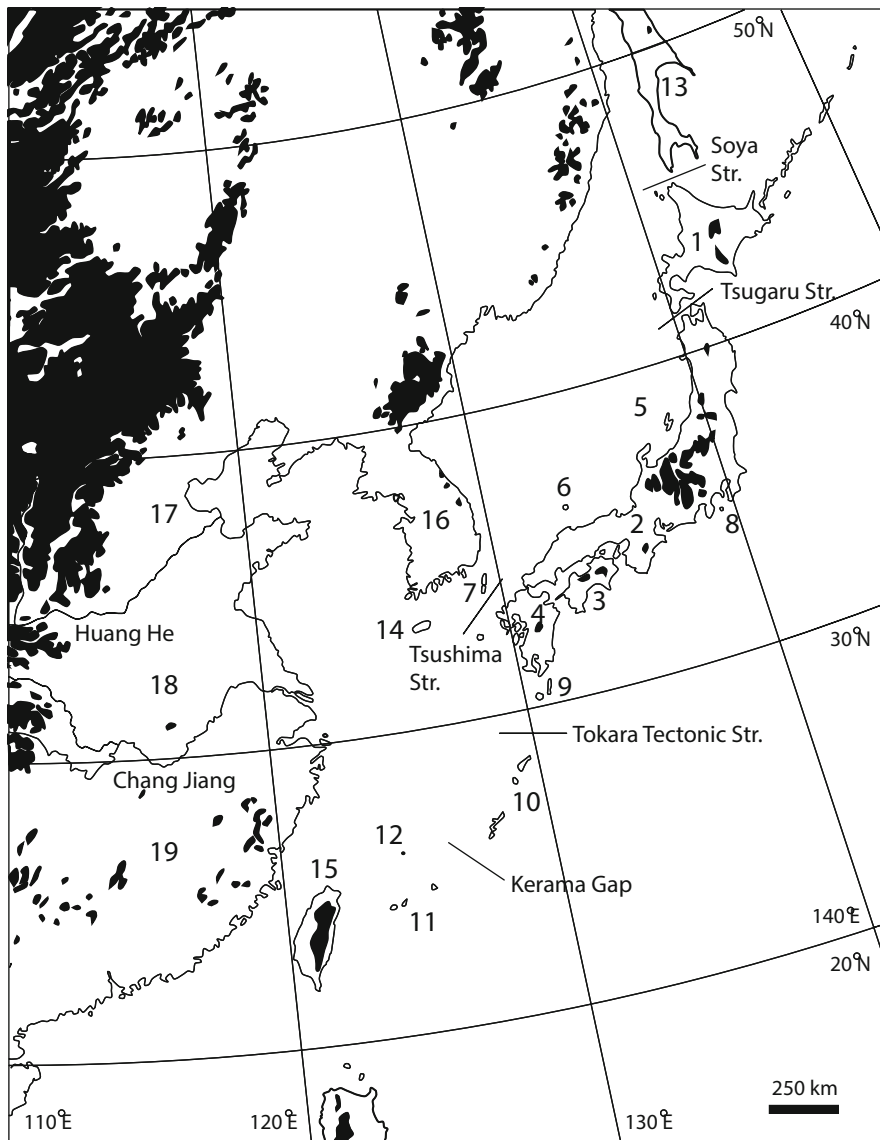 50°N
13
Soya
Str.
1
Tsugaru Str.
40°N
5
6
17
16
2
8
7
3
14
4
Huang He
Tsushima
Str.
30°N
18
9
Tokara Tectonic Str.
Chang Jiang
10
12
19
15
Kerama Gap
11
140°E
20°N
250 km
110°E
120°E
130°E